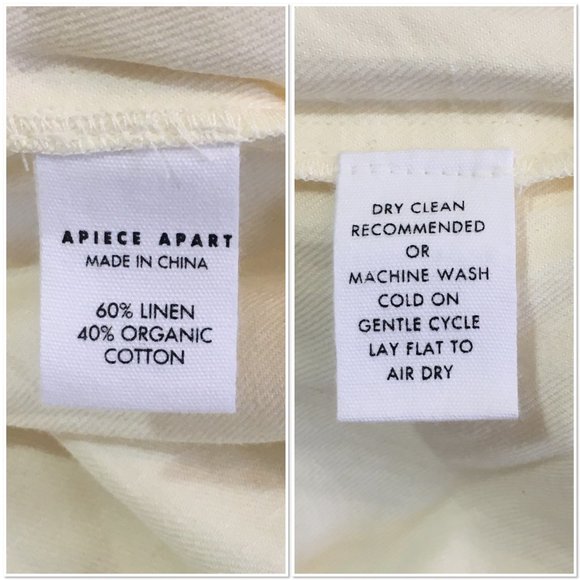 APIECE APART
MADE IN CHINA
60% LINEN
40% ORGANIC
COTTON
DRY CLEAN
RECOMMENDED
OR
MACHINE WASH
COLD ON
GENTLE CYCLE
LAY FLAT TO
AIR DRY